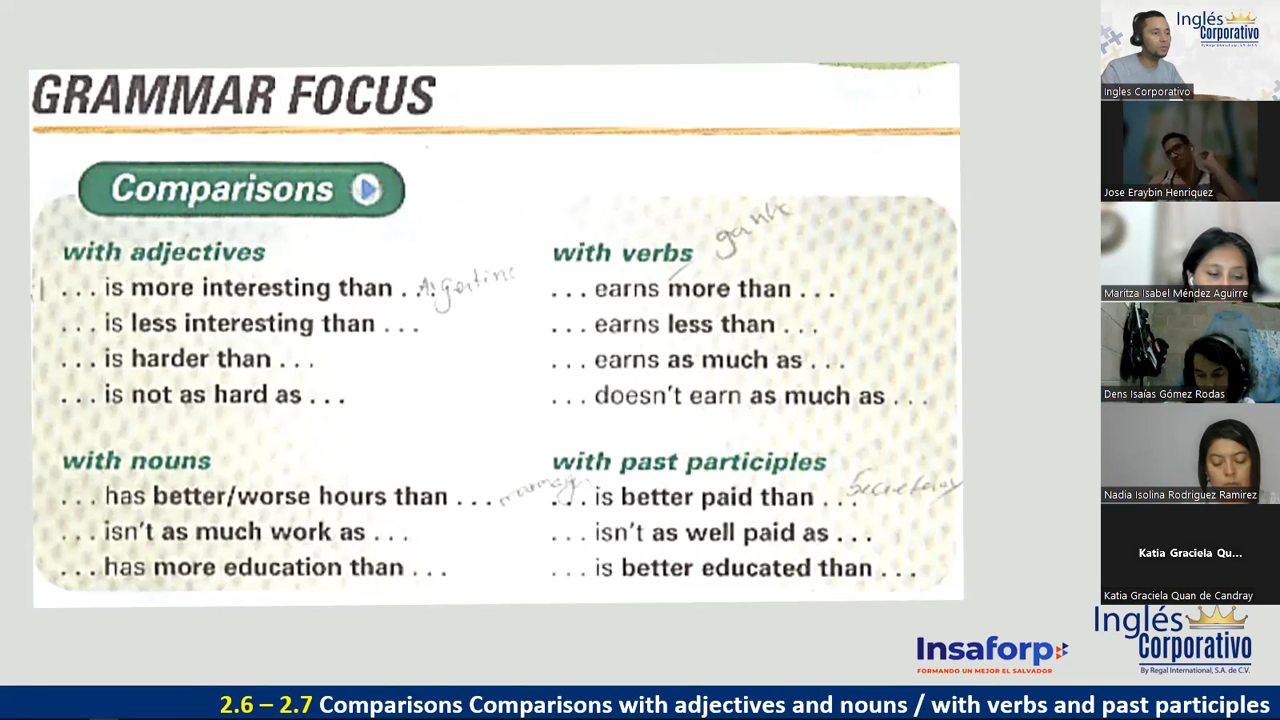 GRAMMAR FOCUS
Comparisons
with adjectives
. . . is more interesting than . . .
. . . is less interesting than . . .
. . . is harder than . . .
. . . is not as hard as . . .
with verbs
. . . earns more than . . .
. . . earns less than . . .
. . . earns as much as . . .
. . . doesn't earn as much as . . .
with nouns
. . . has better/worse hours than . . .
. . . isn't as much work as . . .
. . . has more education than . . .
with past participles
. . . is better paid than . . . Secretary
. . . isn't as well paid as . . .
. . . is better educated than . . .
Insaforp
FORMANDO UN MEJOR EL SALVADOR
Inglés
Corporativo
By Regal International, S.A. de C.V.
2.6 – 2.7 Comparisons Comparisons with adjectives and nouns / with verbs and past participles
Inglés
Corporativo
Ingles Corporativo
Jose Eraybin Henriquez
Maritza Isabel Méndez Aguirre
Dens Isaías Gómez Rodas
Nadia Isolina Rodriguez Ramirez
Katia Graciela Qu...
Katia Graciela Quan de Candray